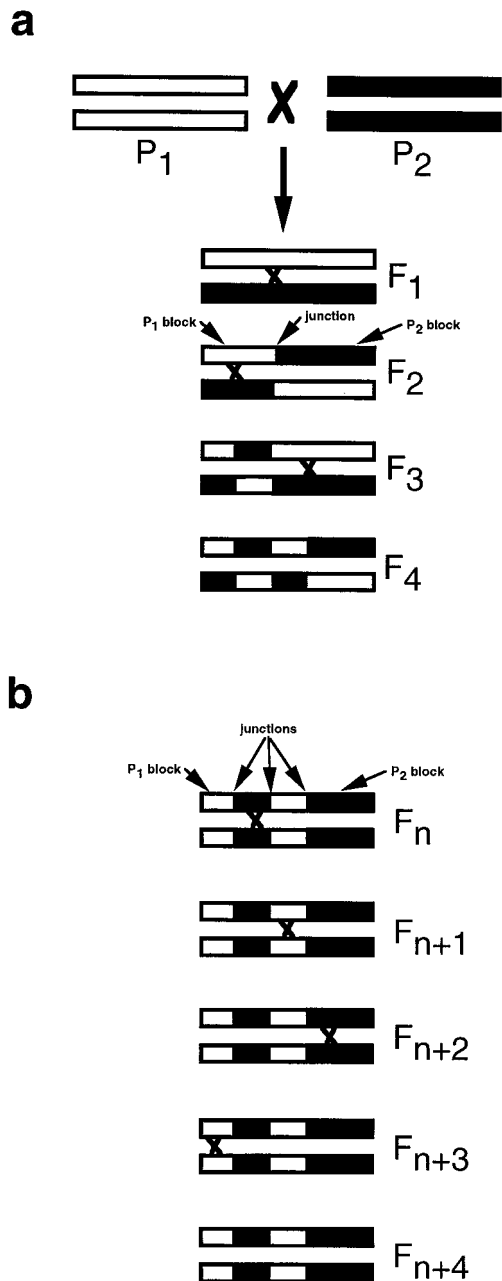 a
X
P1 P2
X
F1
P1 block junction P2 block
X
F2
X
F3
F4
b
junctions
P1 block P2 block
X
Fn
X
Fn+1
X
Fn+2
X
Fn+3
Fn+4